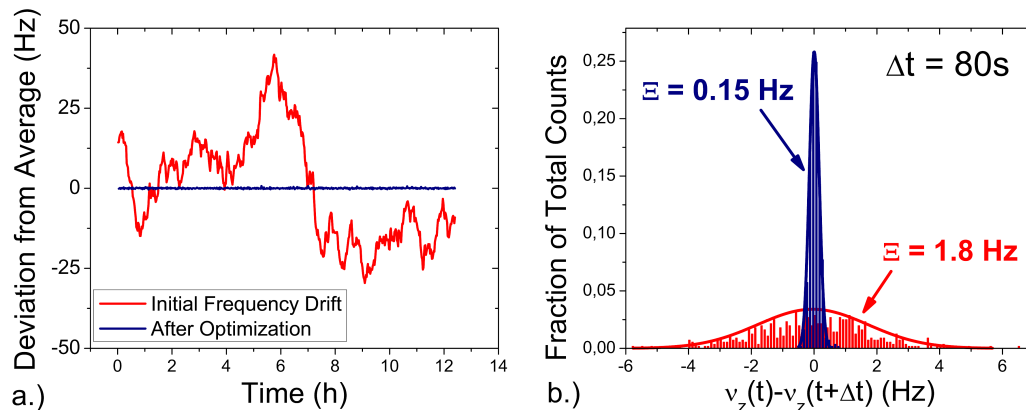 Deviation from Average (Hz)
50
25
0
-25
-50
Initial Frequency Drift
After Optimization
0
2
4
6
8
10
12
14
Time (h)
a.)
Fraction of Total Counts
0,25
0,20
0,15
0,10
0,05
0,00
Δt = 80s
Ξ = 0.15 Hz
Ξ = 1.8 Hz
-6
-4
-2
0
2
4
6
ν_z(t)-ν_z(t+Δt) (Hz)
b.)